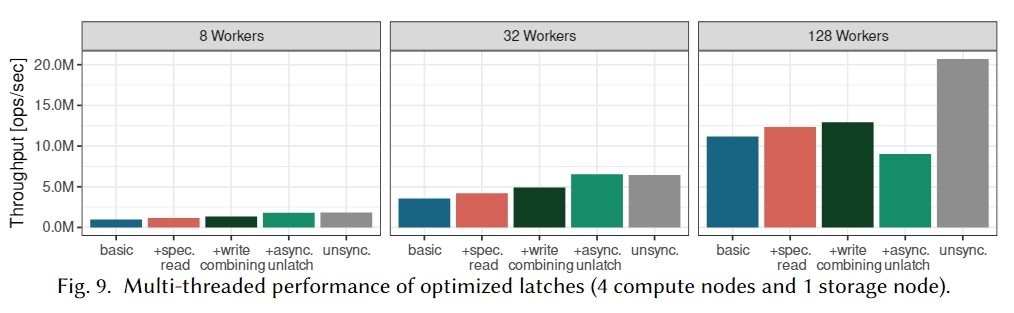 8 Workers 32 Workers 128 Workers
Throughput [ops/sec]
20.0M
15.0M
10.0M
5.0M
0.0M
basic +spec. +write +async. unsync. basic +spec. +write +async. unsync. basic +spec. +write +async. unsync.
read combining unlatch read combining unlatch read combining unlatch
Fig. 9. Multi-threaded performance of optimized latches (4 compute nodes and 1 storage node).